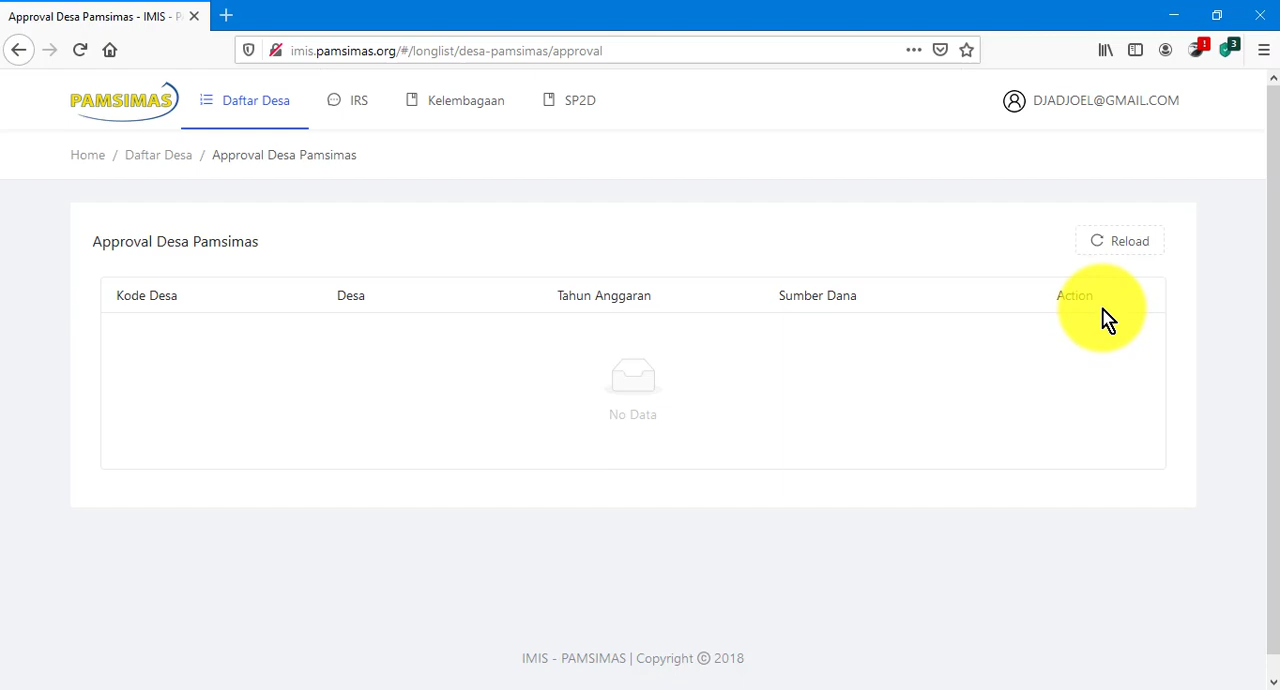 Approval Desa Pamsimas - IMIS - P
imis.pamsimas.org/#/longlist/desa-pamsimas/approval
! 3
PAMSIMAS Daftar Desa IRS Kelembagaan SP2D DJADJOEL@GMAIL.COM
Home / Daftar Desa / Approval Desa Pamsimas
Approval Desa Pamsimas Reload
Kode Desa Desa Tahun Anggaran Sumber Dana Action
No Data
IMIS - PAMSIMAS | Copyright © 2018